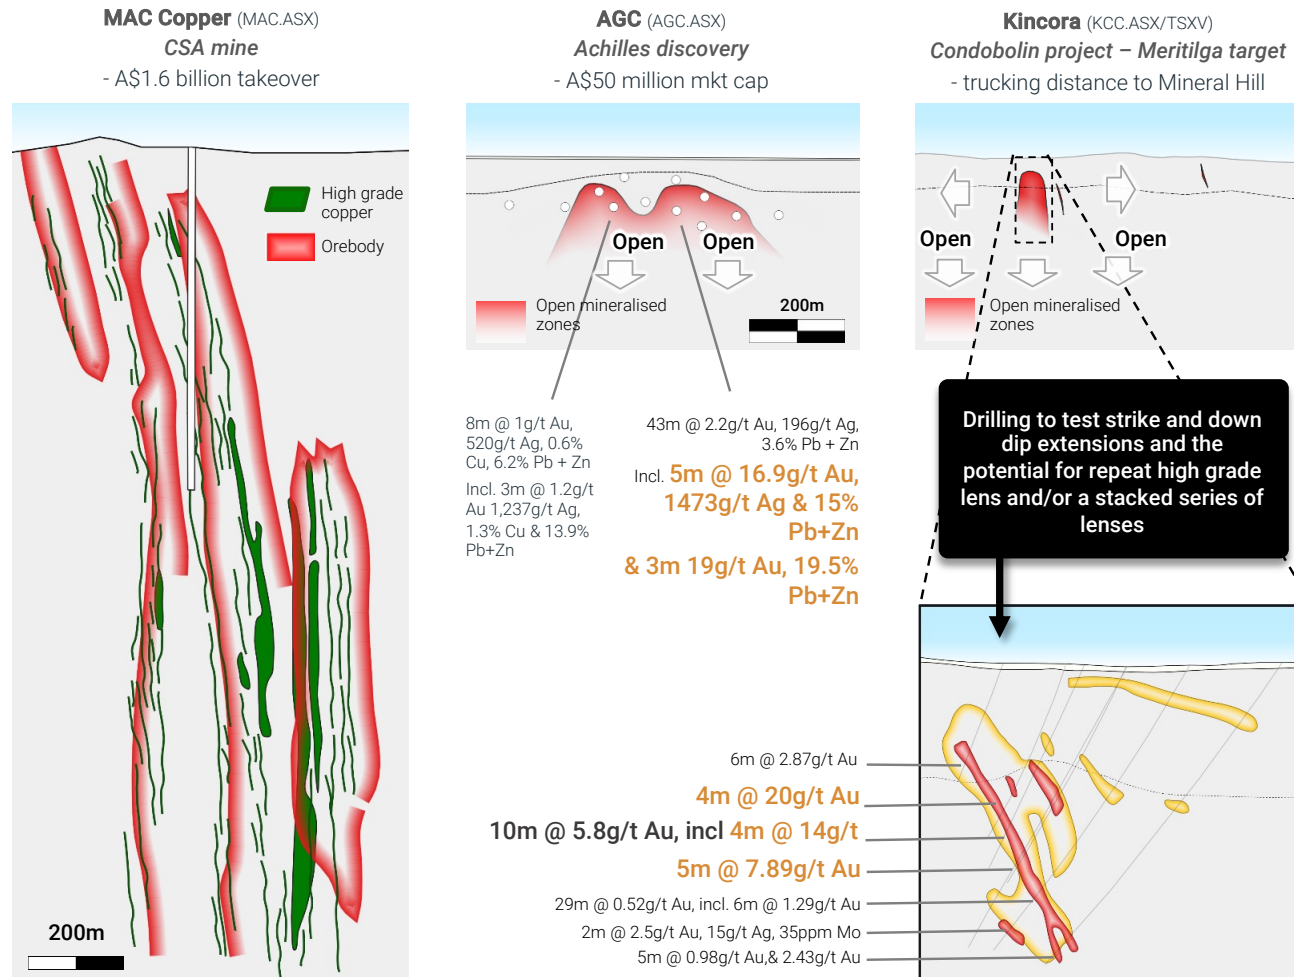 MAC Copper (MAC.ASX)
CSA mine
- A$1.6 billion takeover
High grade
copper
Orebody
200m
AGC (AGC.ASX)
Achilles discovery
- A$50 million mkt cap
Open
Open
Open mineralised
zones
200m
8m @ 1g/t Au,
520g/t Ag, 0.6%
Cu, 6.2% Pb + Zn
Incl. 3m @ 1.2g/t
Au 1,237g/t Ag,
1.3% Cu & 13.9%
Pb+Zn
43m @ 2.2g/t Au, 196g/t Ag,
3.6% Pb + Zn
Incl. 5m @ 16.9g/t Au,
1473g/t Ag & 15%
Pb+Zn
& 3m 19g/t Au, 19.5%
Pb+Zn
Kincora (KCC.ASX/TSXV)
Condobolin project – Meritilga target
- trucking distance to Mineral Hill
Open
Open
Open mineralised
zones
Drilling to test strike and down
dip extensions and the
potential for repeat high grade
lens and/or a stacked series of
lenses
6m @ 2.87g/t Au
4m @ 20g/t Au
10m @ 5.8g/t Au, incl 4m @ 14g/t
5m @ 7.89g/t Au
29m @ 0.52g/t Au, incl. 6m @ 1.29g/t Au
2m @ 2.5g/t Au, 15g/t Ag, 35ppm Mo
5m @ 0.98g/t Au,& 2.43g/t Au